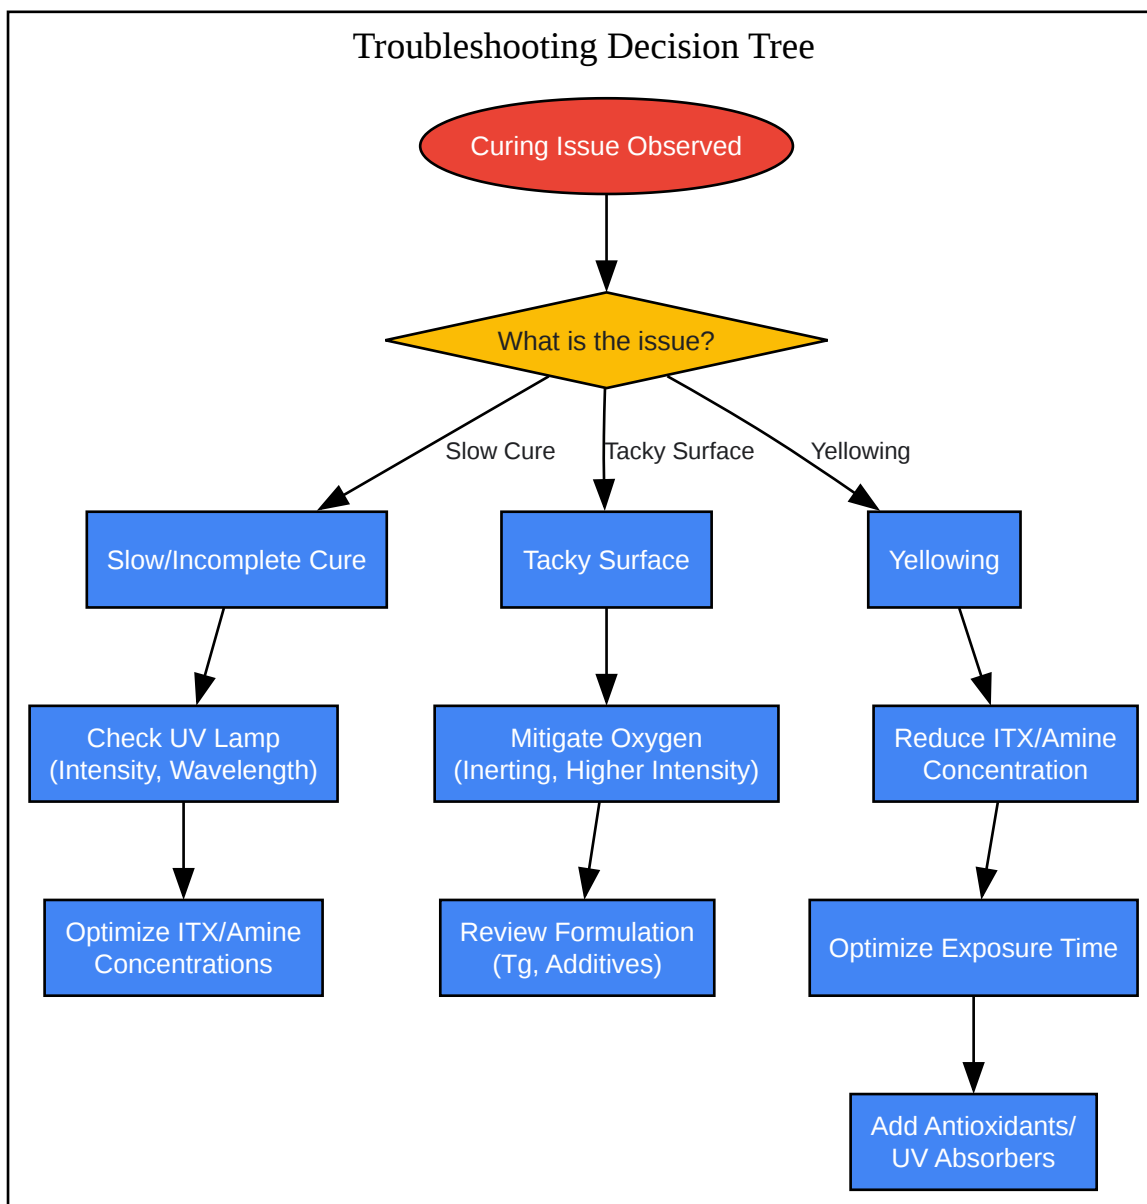 Troubleshooting Decision Tree
Curing Issue Observed
What is the issue?
Slow Cure
Tacky Surface
Yellowing
Slow/Incomplete Cure
Tacky Surface
Yellowing
Check UV Lamp
(Intensity, Wavelength)
Mitigate Oxygen
(Inerting, Higher Intensity)
Reduce ITX/Amine
Concentration
Optimize ITX/Amine
Concentrations
Review Formulation
(Tg, Additives)
Optimize Exposure Time
Add Antioxidants/
UV Absorbers